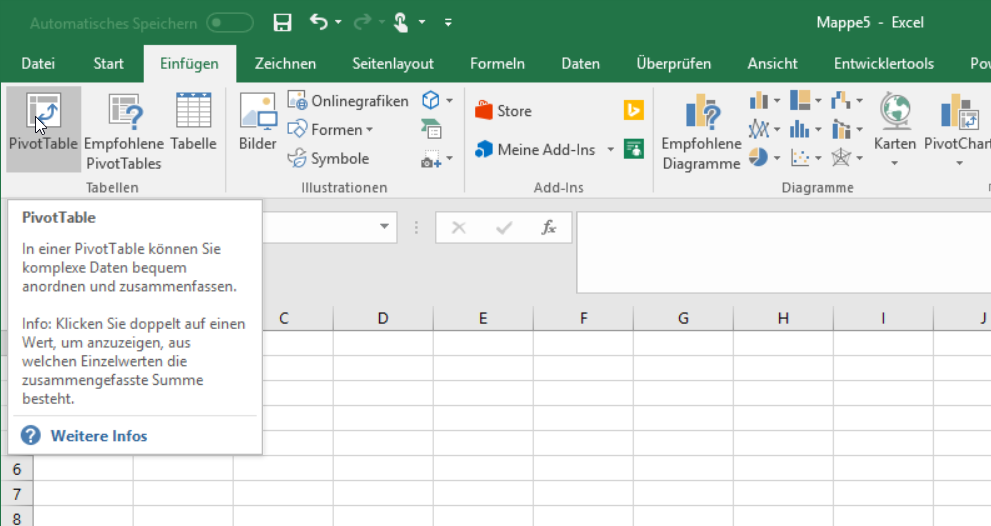 Automatisches Speichern
Mappe5 - Excel
Datei Start Einfügen Zeichnen Seitenlayout Formeln Daten Überprüfen Ansicht Entwicklertools
PivotTable
Empfohlene PivotTables
Tabelle
Tabellen
Bilder
Onlinegrafiken
Formen
Symbole
Illustrationen
Store
Meine Add-Ins
Add-Ins
Empfohlene Diagramme
Karten
PivotChart
Diagramme
fx
PivotTable
In einer PivotTable können Sie
komplexe Daten bequem
anordnen und zusammenfassen.
Info: Klicken Sie doppelt auf einen
Wert, um anzuzeigen, aus
welchen Einzelwerten die
zusammengefasste Summe
besteht.
Weitere Infos
C D E F G H I J
6
7
8